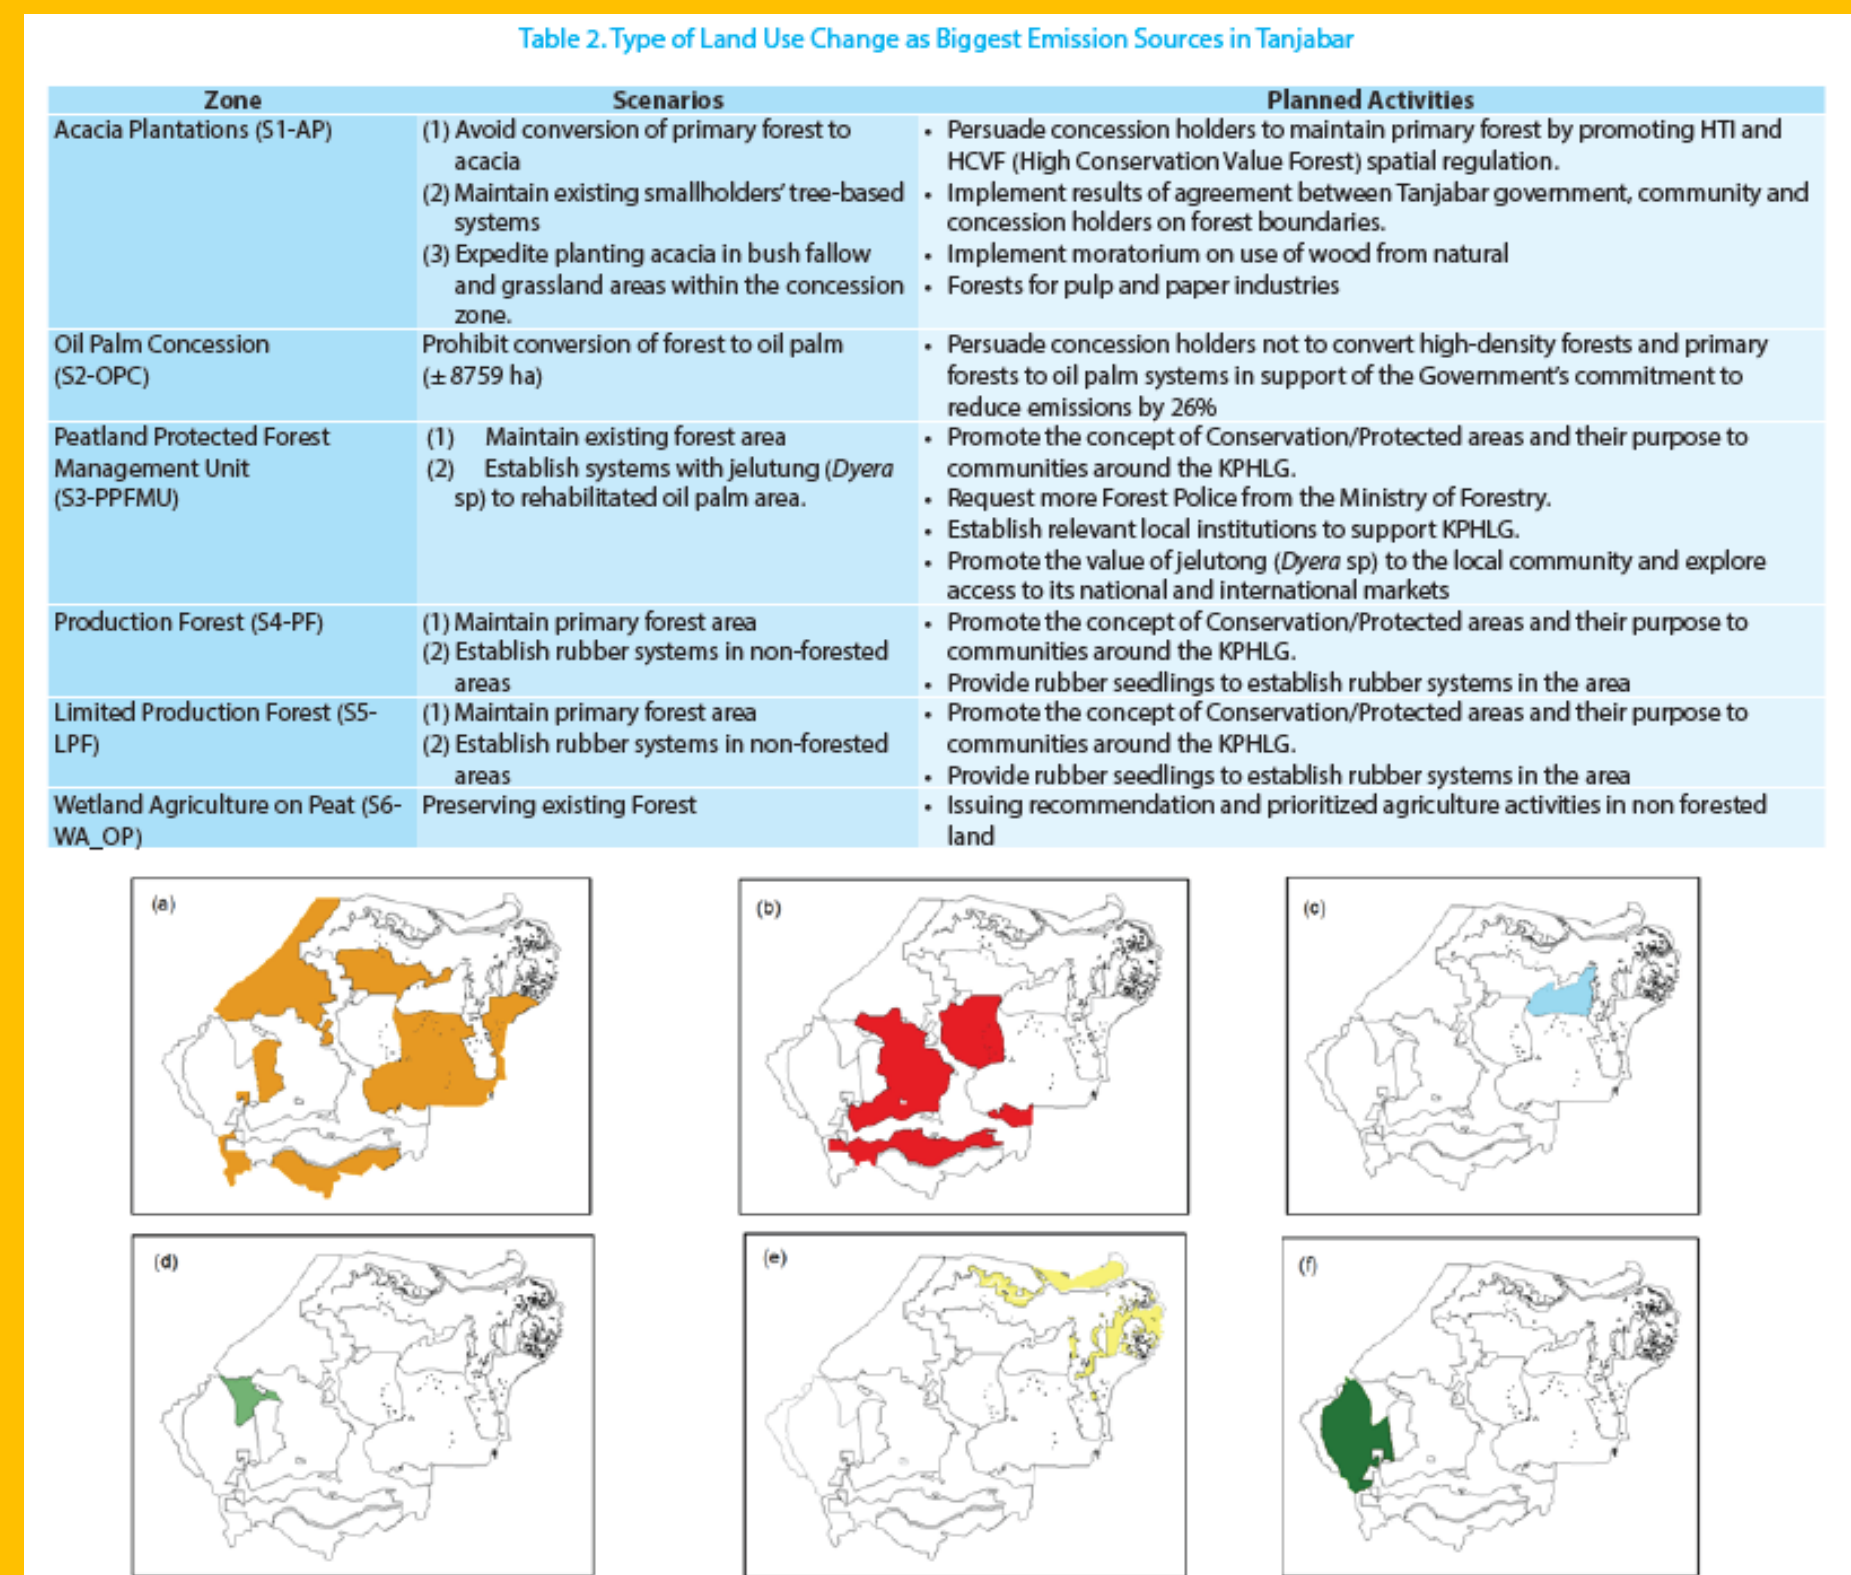 Table 2. Type of Land Use Change as Biggest Emission Sources in Tanjabar
Zone Scenarios Planned Activities
Acacia Plantations (S1-AP)
(1) Avoid conversion of primary forest to
acacia
(2) Maintain existing smallholders' tree-based
systems
(3) Expedite planting acacia in bush fallow
and grassland areas within the concession
zone.
• Persuade concession holders to maintain primary forest by promoting HTI and
HCVF (High Conservation Value Forest) spatial regulation.
• Implement results of agreement between Tanjabar government, community and
concession holders on forest boundaries.
• Implement moratorium on use of wood from natural
• Forests for pulp and paper industries
Oil Palm Concession
(S2-OPC)
Prohibit conversion of forest to oil palm
(± 8759 ha)
• Persuade concession holders not to convert high-density forests and primary
forests to oil palm systems in support of the Government's commitment to
reduce emissions by 26%
Peatland Protected Forest
Management Unit
(S3-PPFMU)
(1) Maintain existing forest area
(2) Establish systems with jelutung (Dyera
sp) to rehabilitated oil palm area.
• Promote the concept of Conservation/Protected areas and their purpose to
communities around the KPHLG.
• Request more Forest Police from the Ministry of Forestry.
• Establish relevant local institutions to support KPHLG.
• Promote the value of jelutong (Dyera sp) to the local community and explore
access to its national and international markets
Production Forest (S4-PF)
(1) Maintain primary forest area
(2) Establish rubber systems in non-forested
areas
• Promote the concept of Conservation/Protected areas and their purpose to
communities around the KPHLG.
• Provide rubber seedlings to establish rubber systems in the area
Limited Production Forest (S5-
LPF)
(1) Maintain primary forest area
(2) Establish rubber systems in non-forested
areas
• Promote the concept of Conservation/Protected areas and their purpose to
communities around the KPHLG.
• Provide rubber seedlings to establish rubber systems in the area
Wetland Agriculture on Peat (S6-
WA_OP)
Preserving existing Forest
• Issuing recommendation and prioritized agriculture activities in non forested
land
(a)
(b)
(c)
(d)
(e)
(f)